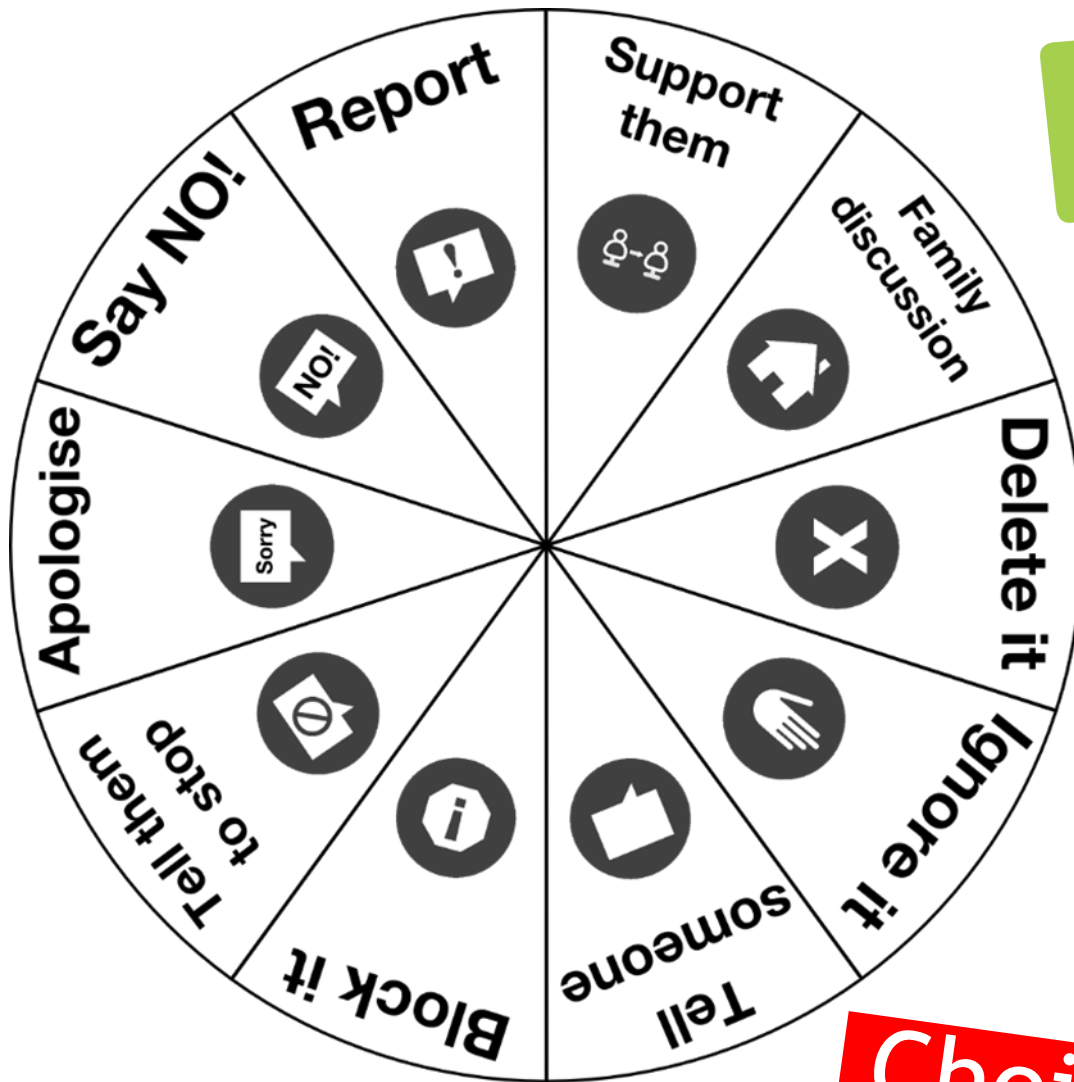 Support
them
Family
discussion
Delete it
Ignore it
Tell
someone
Block it
Tell them
to stop
Apologise
Sorry
Say NO!
NO!
Report
!